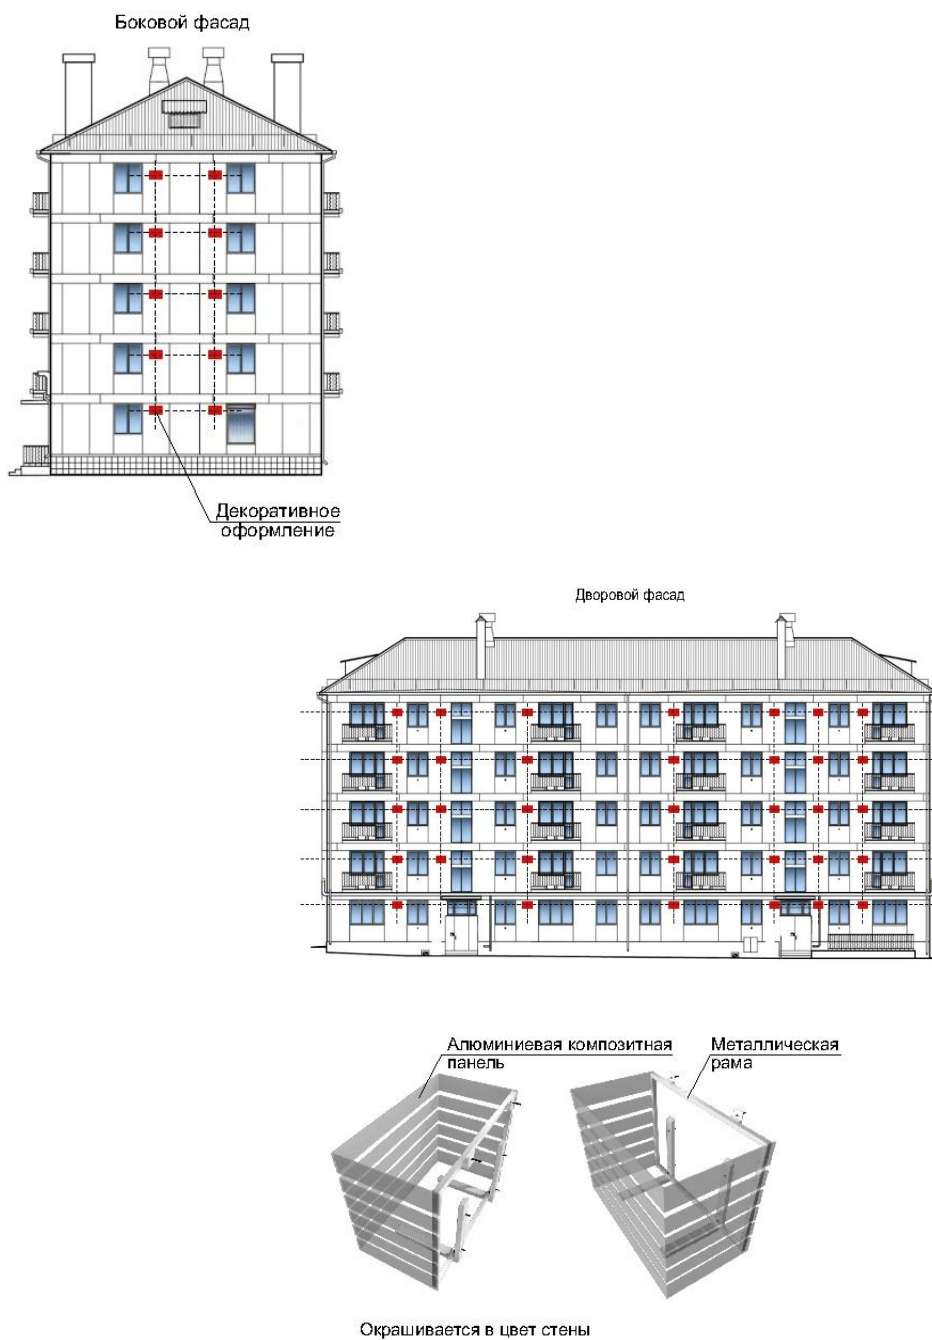 Боковой фасад
Декоративное
оформление
Дворовой фасад
Алюминиевая композитная
панель
Металлическая
рама
Окрашивается в цвет стены